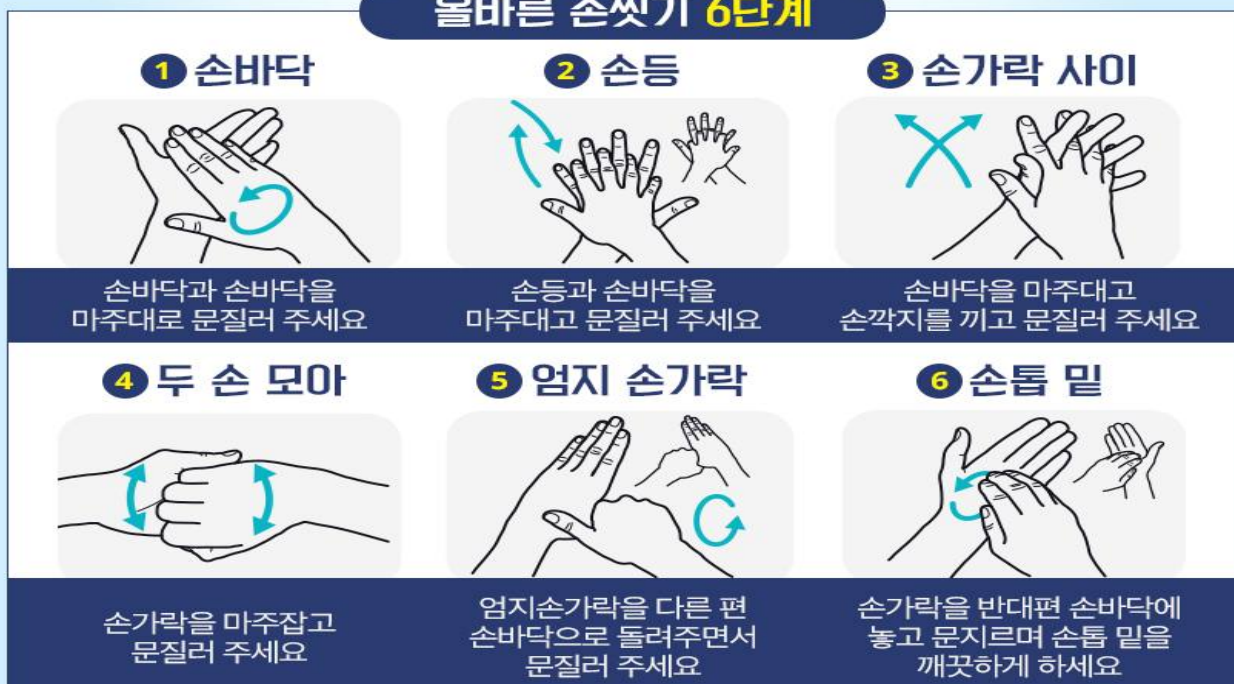 올바른 손씻기 6단계
1 손바닥
2 손등
3 손가락 사이
손바닥과 손바닥을
마주대로 문질러 주세요
손등과 손바닥을
마주대고 문질러 주세요
손바닥을 마주대고
손깍지를 끼고 문질러 주세요
4 두 손 모아
5 엄지 손가락
6 손톱 밑
손가락을 마주잡고
문질러 주세요
엄지손가락을 다른 편
손바닥으로 돌려주면서
문질러 주세요
손가락을 반대편 손바닥에
놓고 문지르며 손톱 밑을
깨끗하게 하세요